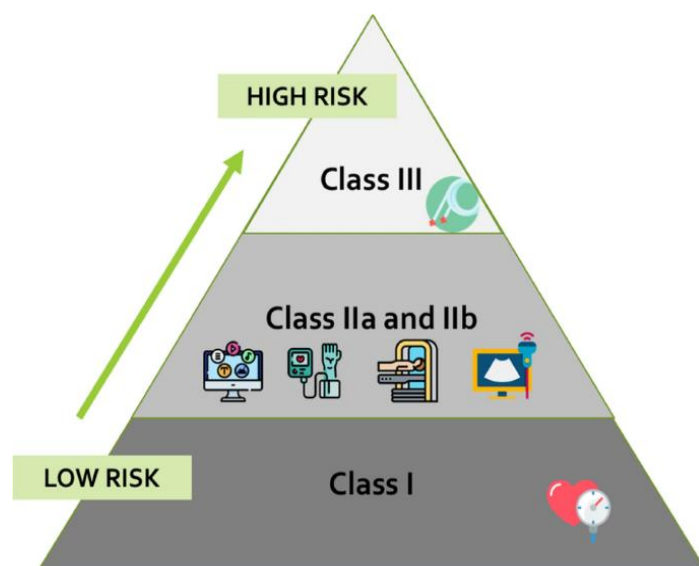 HIGH RISK
Class III
Class IIa and IIb
LOW RISK
Class I